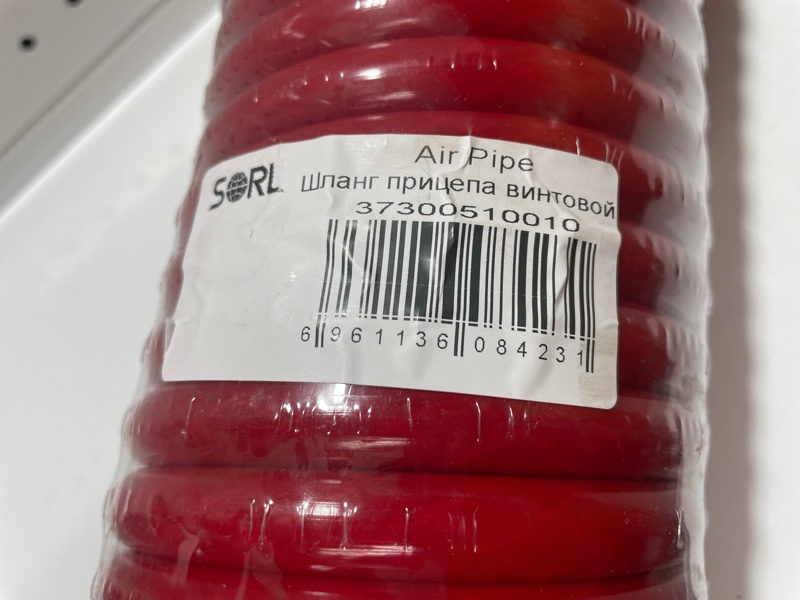 SORL
Air Pipe
Шланг прицепа винтовой
37300510010
6 961136 084231